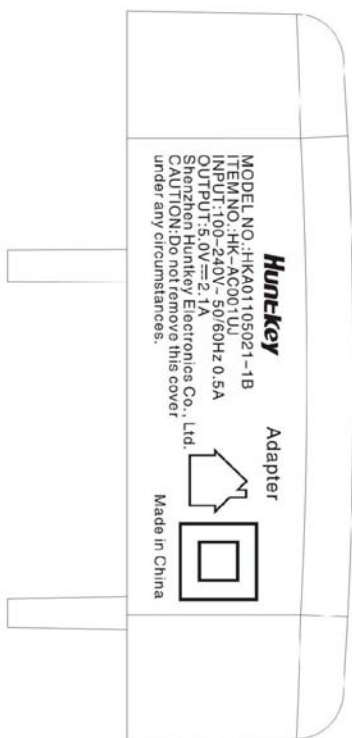 Huntkey
Adapter
MODEL NO.:HKA01105021-1B
ITEM NO.:HK-AC001UJ
INPUT:100-240V~50/60Hz 0.5A
OUTPUT:5.0V⎓2.1A
Shenzhen Huntkey Electronics Co., Ltd.
CAUTION:Do not remove this cover
under any circumstances.
Made in China